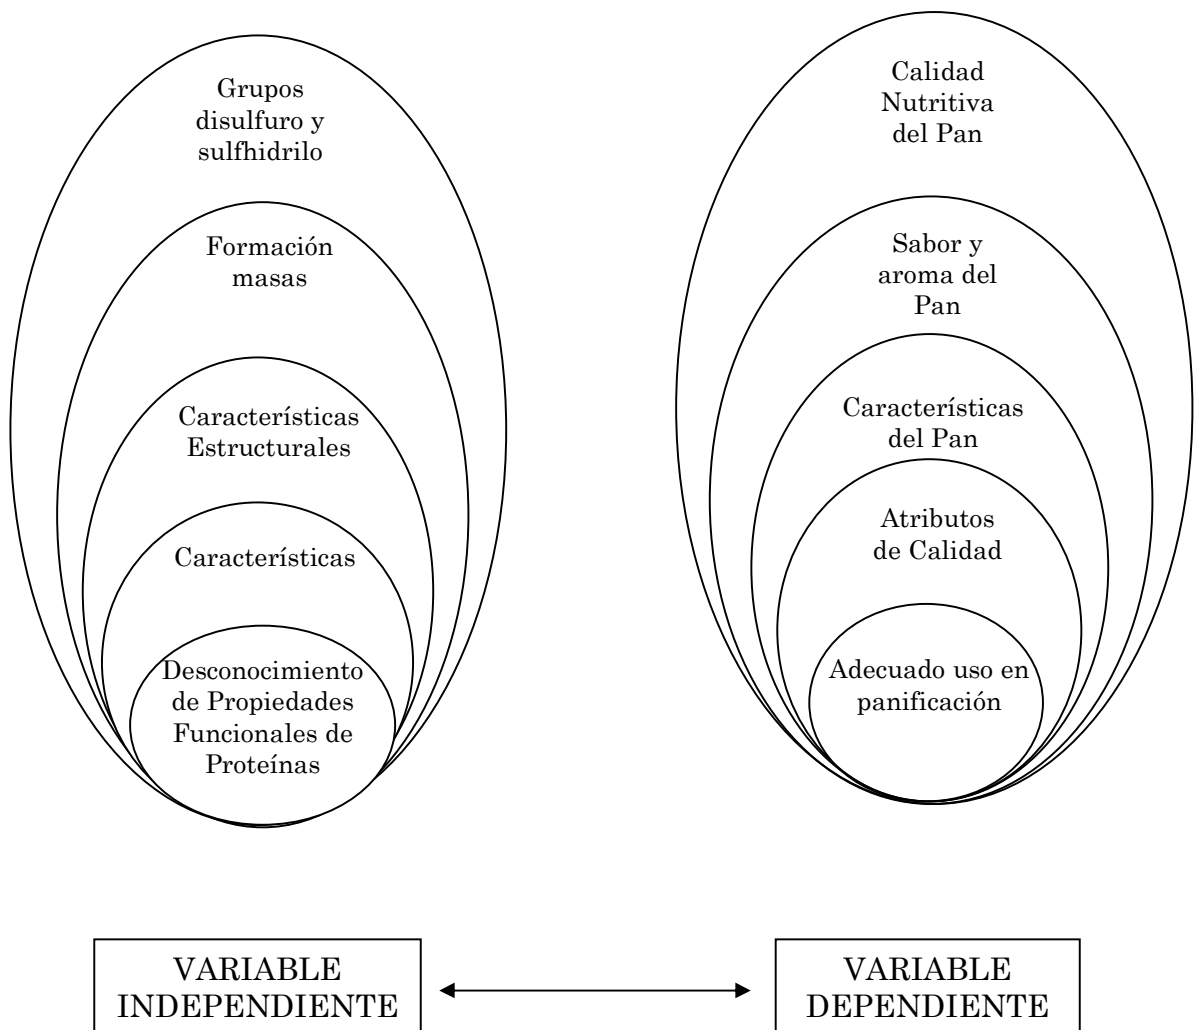 Grupos
disulfuro y
sulfhidrilo
Formación
masas
Características
Estructurales
Características
Desconocimiento
de Propiedades
Funcionales de
Proteínas
Calidad
Nutritiva
del Pan
Sabor y
aroma del
Pan
Características
del Pan
Atributos
de Calidad
Adecuado uso en
panificación
VARIABLE
INDEPENDIENTE
VARIABLE
DEPENDIENTE